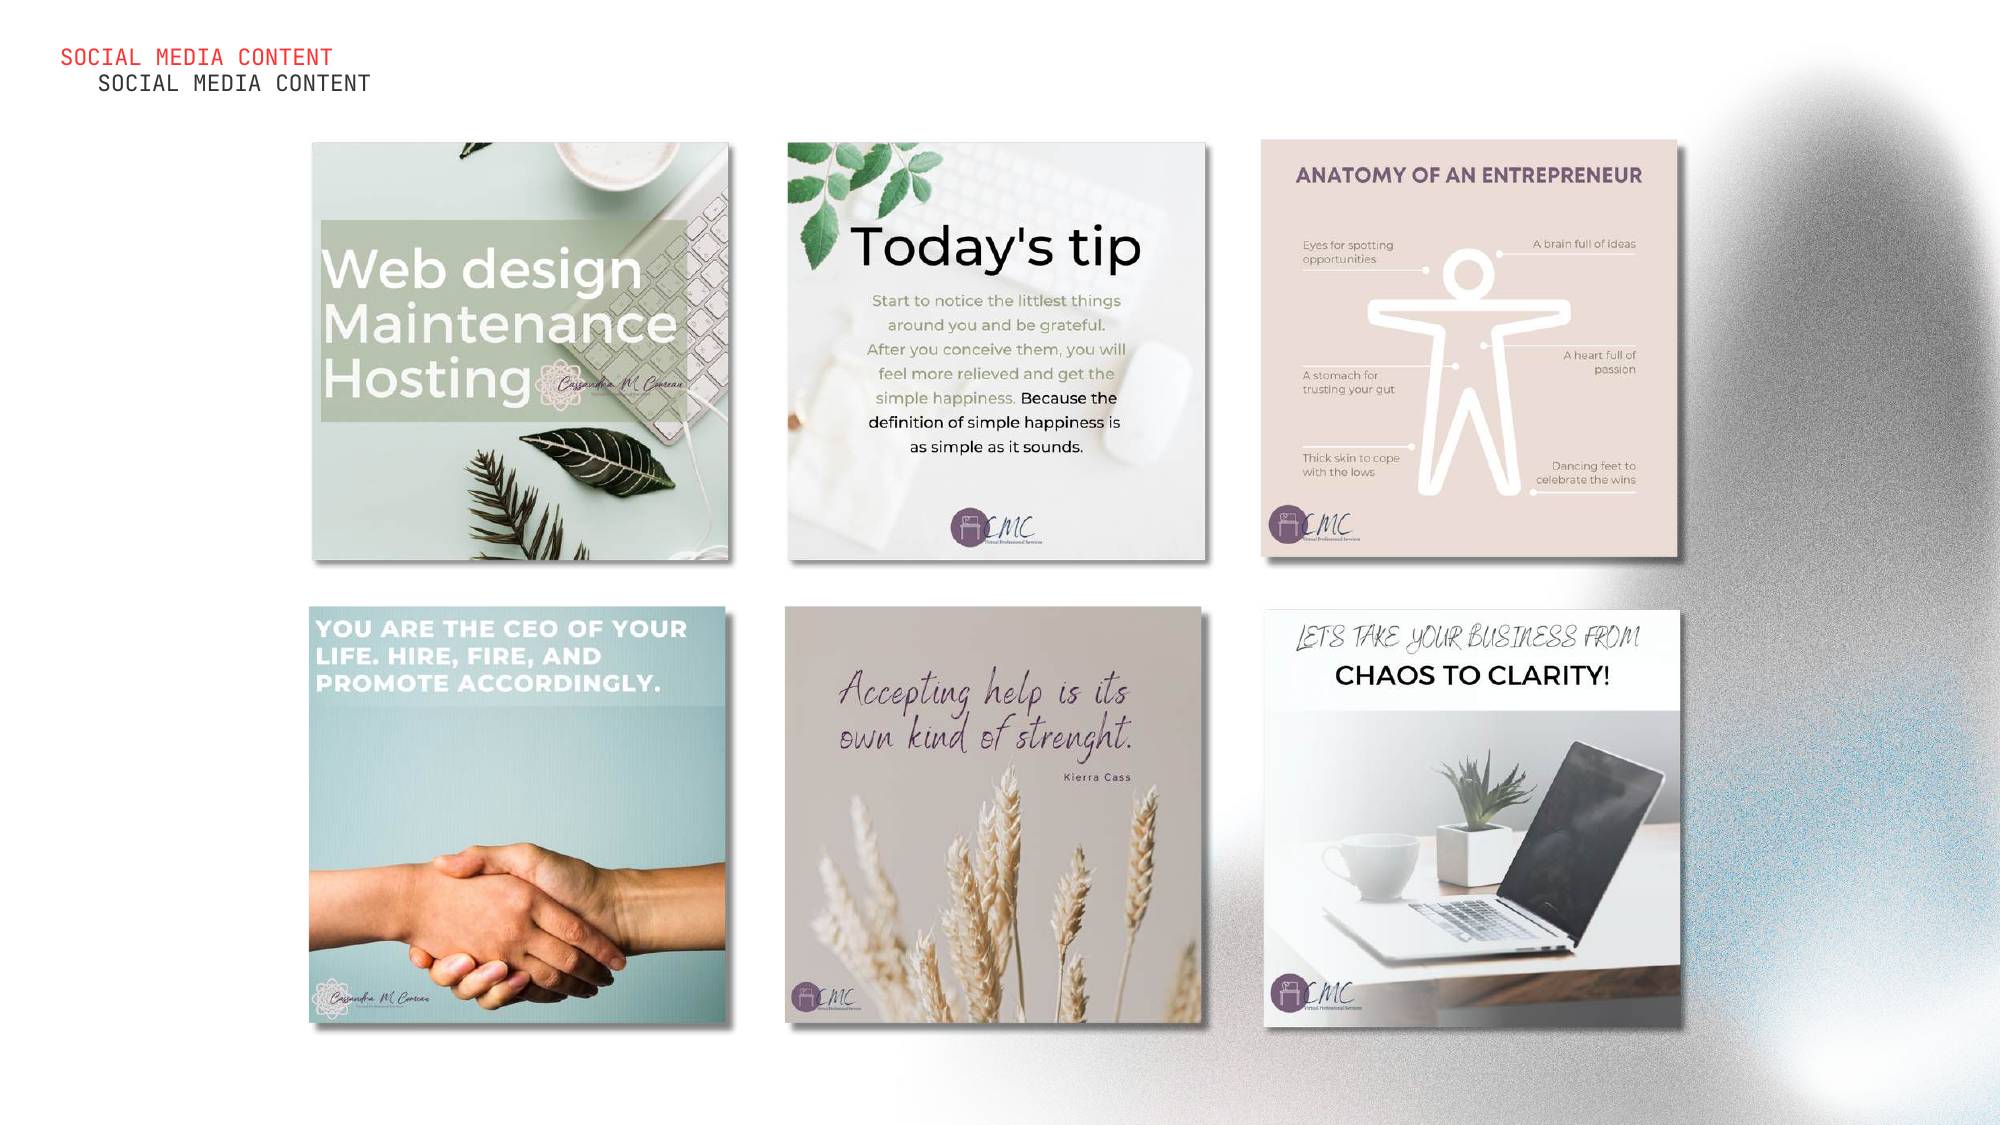 SOCIAL MEDIA CONTENT
SOCIAL MEDIA CONTENT
Web design
Maintenance
Hosting
Cassandra M. Comeau
Today's tip
Start to notice the littlest things
around you and be grateful.
After you conceive them, you will
feel more relieved and get the
simple happiness. Because the
definition of simple happiness is
as simple as it sounds.
CMC
Virtual Professional Services
ANATOMY OF AN ENTREPRENEUR
Eyes for spotting
opportunities
A brain full of ideas
A heart full of
passion
A stomach for
trusting your gut
Thick skin to cope
with the lows
Dancing feet to
celebrate the wins
CMC
Virtual Professional Services
YOU ARE THE CEO OF YOUR
LIFE. HIRE, FIRE, AND
PROMOTE ACCORDINGLY.
Cassandra M. Comeau
Accepting help is its
own kind of strenght.
Kierra Cass
CMC
Virtual Professional Services
LET'S TAKE YOUR BUSINESS FROM
CHAOS TO CLARITY!
CMC
Virtual Professional Services